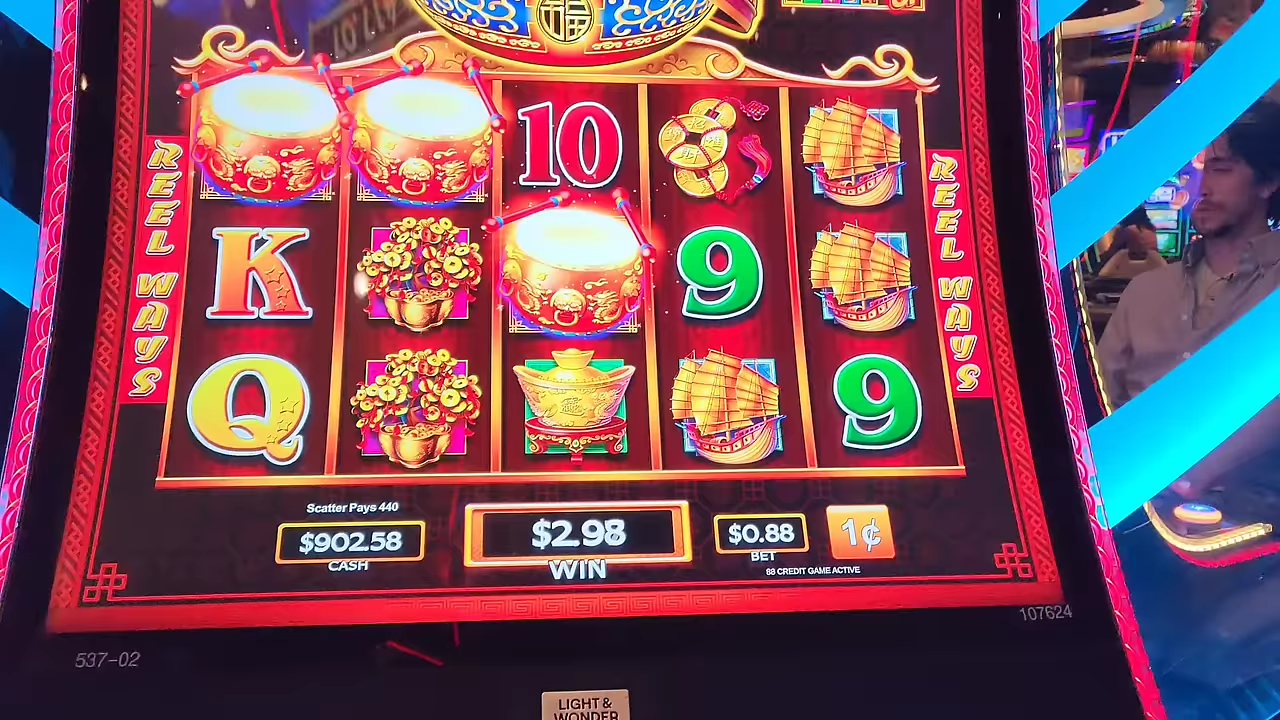 福
10
REEL WAYS
REEL WAYS
K
9
Q
9
Scatter Pays 440
$902.58
$2.98
$0.88
1¢
CASH
WIN
BET
88 CREDIT GAME ACTIVE
107624
537-02
LIGHT &
WONDER